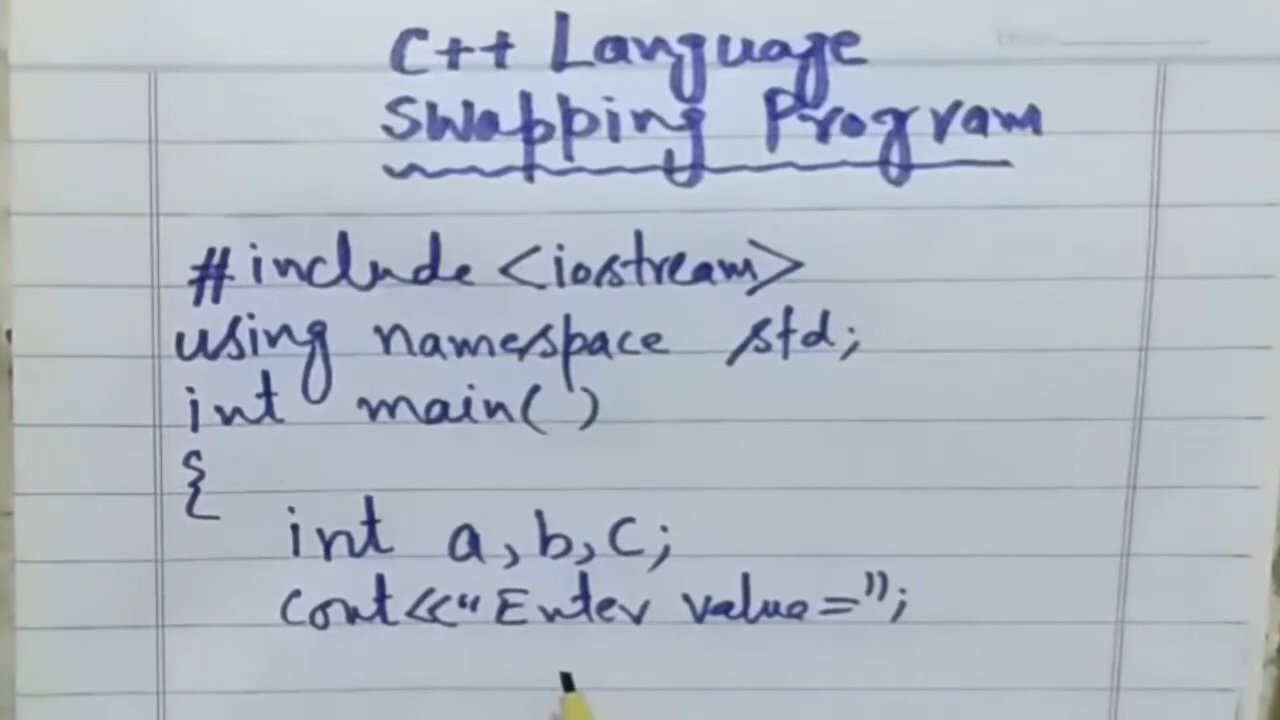 C++ Language
Swapping Program
#include <iostream>
using namespace std;
int main()
{
int a,b,c;
cout<<"Enter value=";